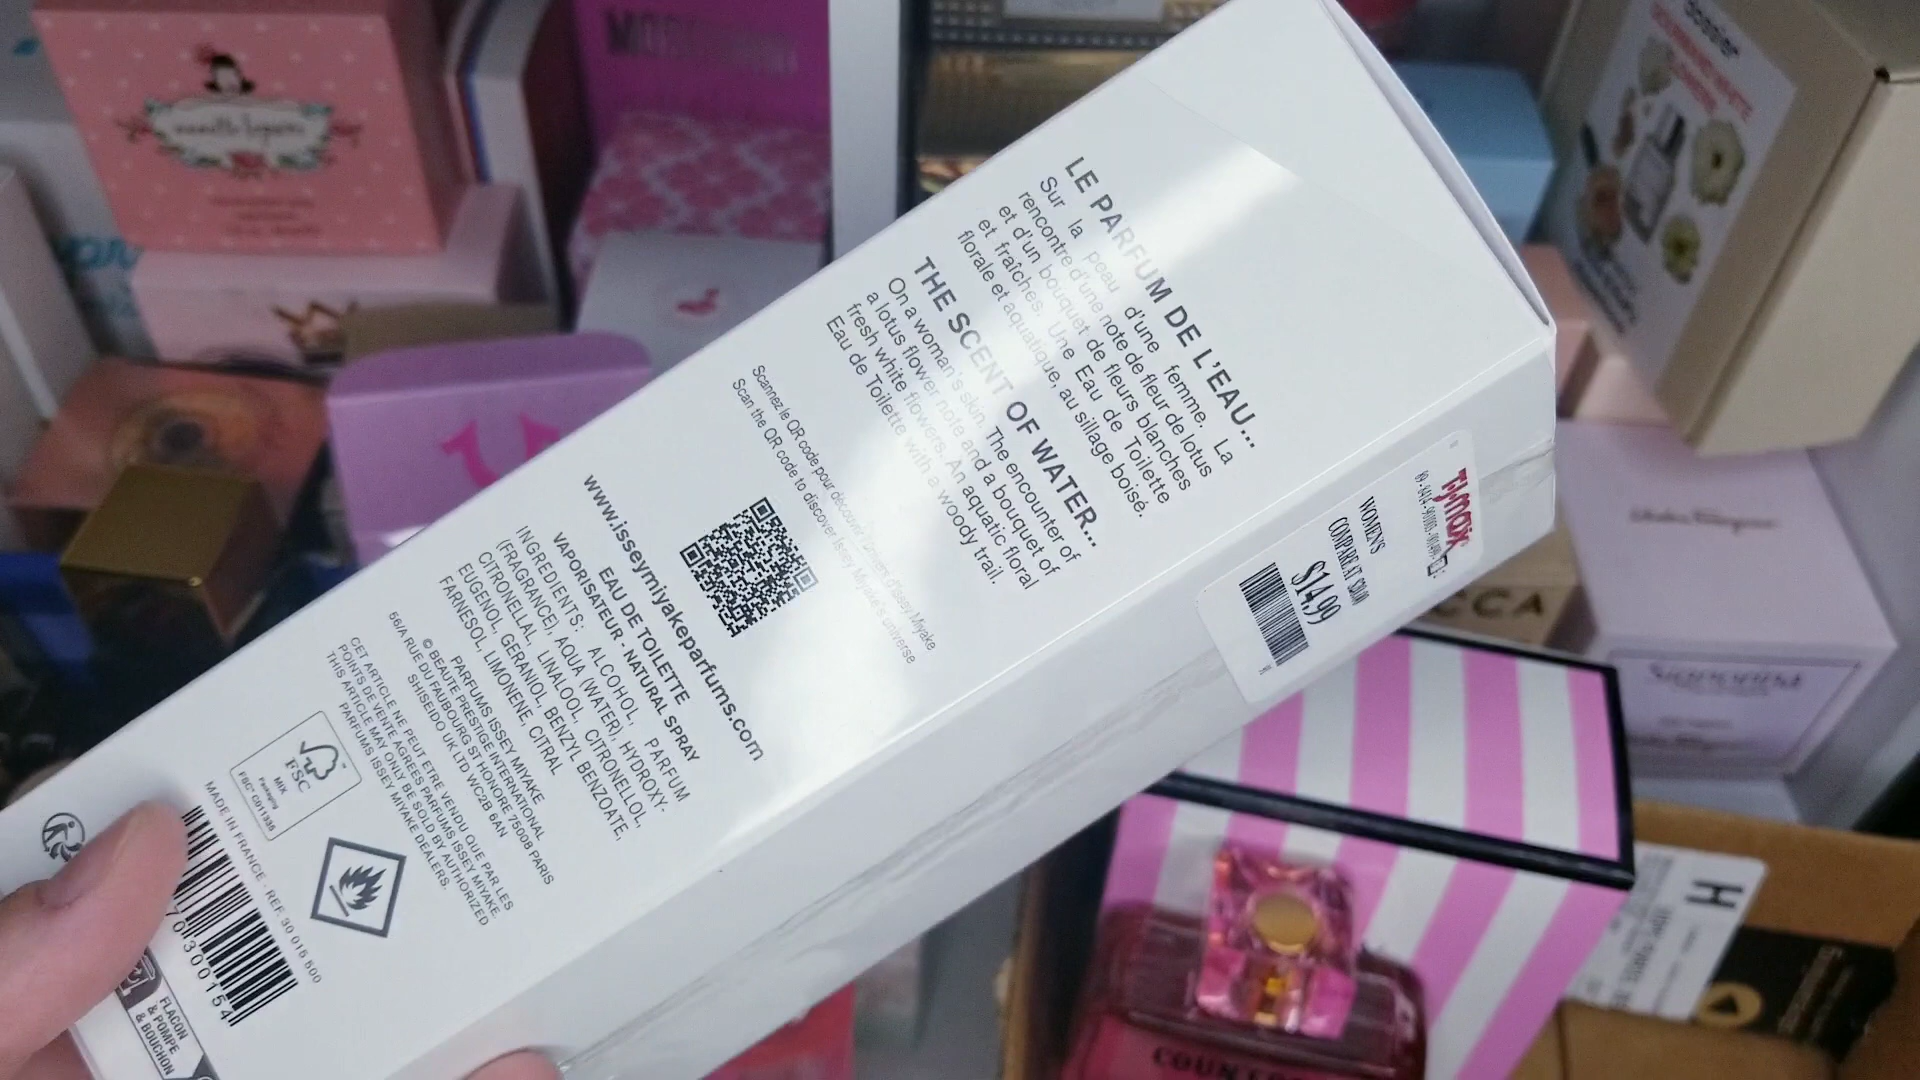 LE PARFUM DE L'EAU...
Sur la peau d'une femme. La
rencontre d'une note de fleur de lotus
et d'un bouquet de fleurs blanches
et fraîches. Une Eau de Toilette
florale et aquatique, au sillage boisé.
THE SCENT OF WATER...
On a woman's skin. The encounter of
a lotus flower note and a bouquet of
fresh white flowers. An aquatic floral
Eau de Toilette with a woody trail.
Scannez le QR code pour découvrir l'univers d'Issey Miyake
Scan the QR code to discover Issey Miyake's universe
www.isseymiyakeparfums.com
EAU DE TOILETTE
VAPORISATEUR - NATURAL SPRAY
INGREDIENTS: ALCOHOL, PARFUM
(FRAGRANCE), AQUA (WATER), HYDROXY-
CITRONELLAL, LINALOOL, CITRONELLOL,
EUGENOL, GERANIOL, BENZYL BENZOATE,
FARNESOL, LIMONENE, CITRAL
PARFUMS ISSEY MIYAKE
© BEAUTE PRESTIGE INTERNATIONAL
56/A RUE DU FAUBOURG ST HONORE 75008 PARIS
SHISEIDO UK LTD WC2B 6AN
CET ARTICLE NE PEUT ETRE VENDU QUE PAR LES
POINTS DE VENTE AGREES PARFUMS ISSEY MIYAKE.
THIS ARTICLE MAY ONLY BE SOLD BY AUTHORIZED
PARFUMS ISSEY MIYAKE DEALERS.
FSC
MIX
Packaging
FSC® C011336
MADE IN FRANCE - REF. 30 015 500
70300154
FLACON
& POMPE
& BOUCHON
T.J.maxx
WOMEN'S
COMPARE AT
$14.99
CCA
H